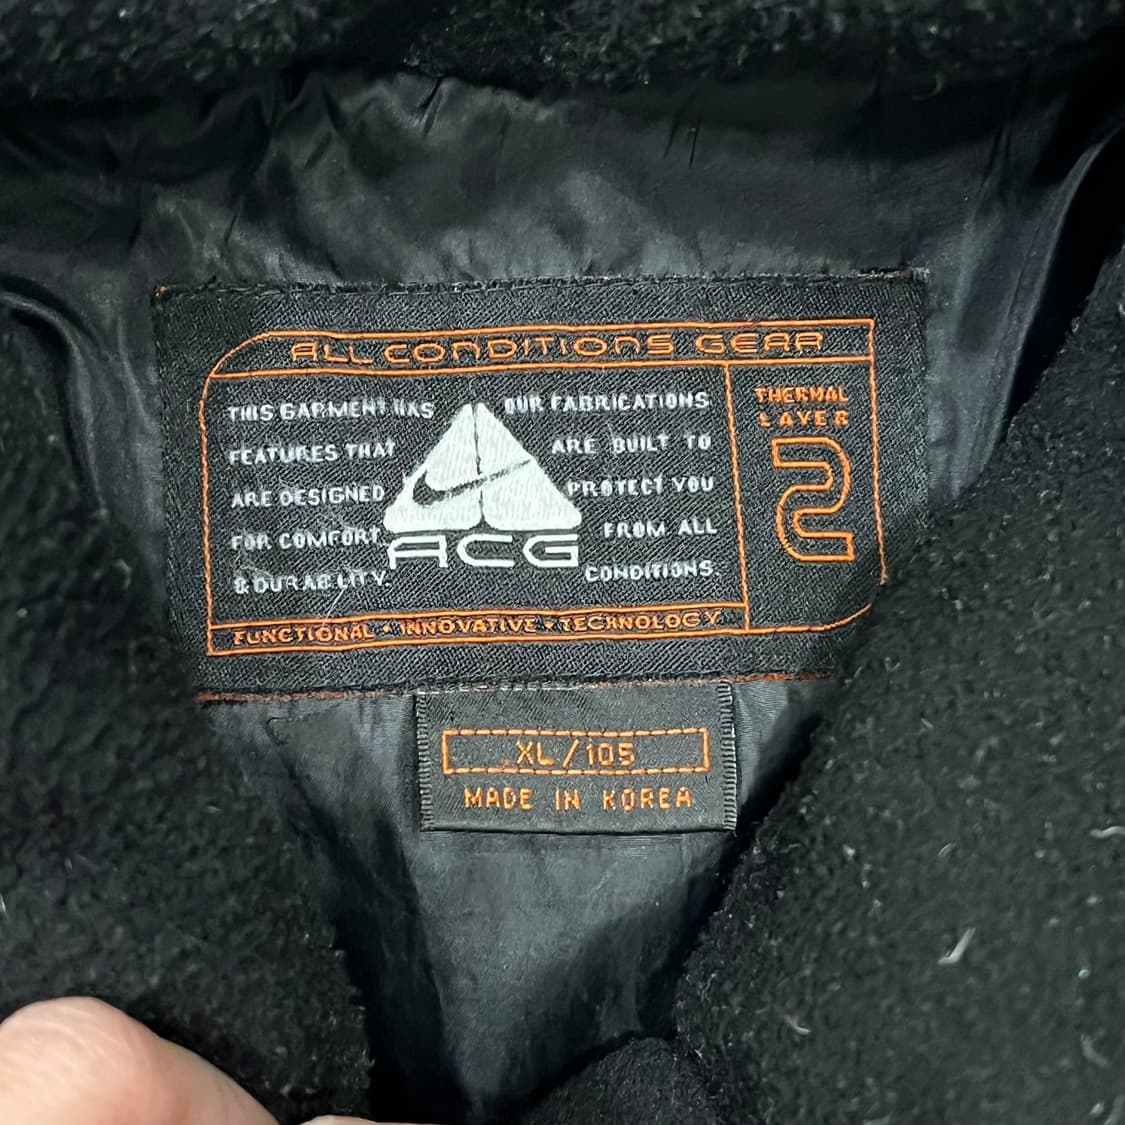 ALL CONDITIONS GEAR
THIS GARMENT HAS
FEATURES THAT
ARE DESIGNED
FOR COMFORT
& DURABILITY.
ACG
OUR FABRICATIONS
ARE BUILT TO
PROTECT YOU
FROM ALL
CONDITIONS.
THERMAL
LAYER
2
FUNCTIONAL • INNOVATIVE • TECHNOLOGY
XL/105
MADE IN KOREA